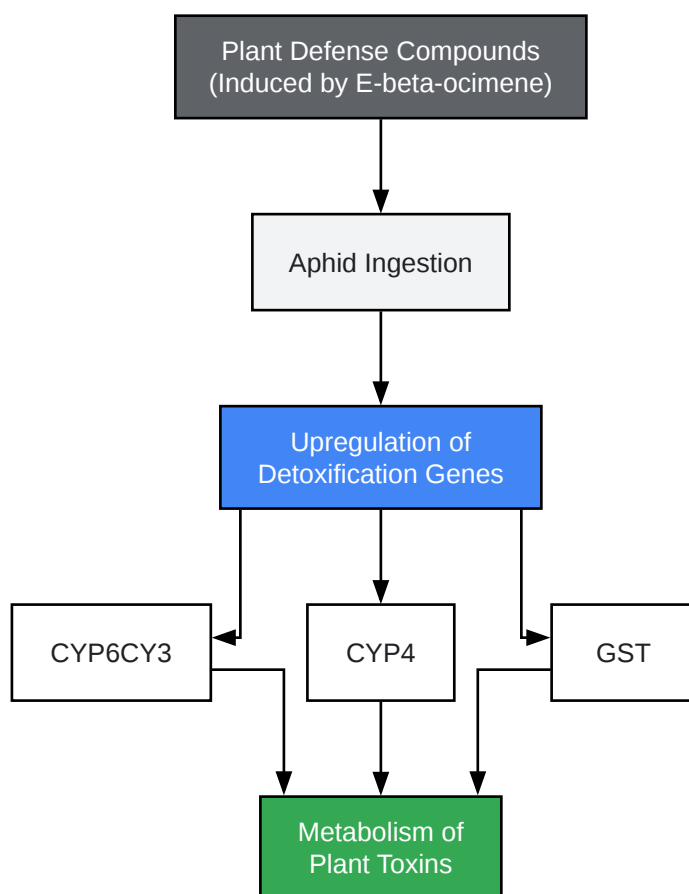 Plant Defense Compounds
(Induced by E-beta-ocimene)
Aphid Ingestion
Upregulation of
Detoxification Genes
CYP6CY3
CYP4
GST
Metabolism of
Plant Toxins